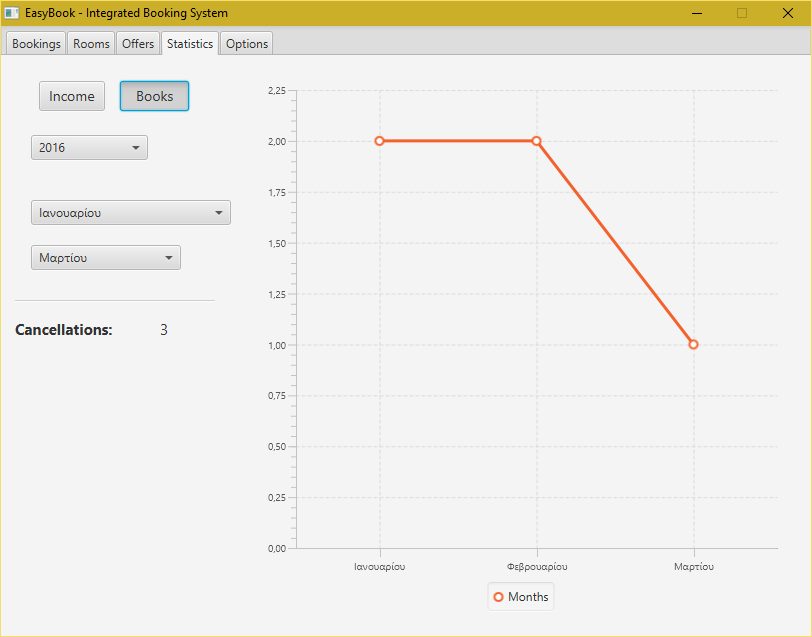 EasyBook - Integrated Booking System
Bookings Rooms Offers Statistics Options
Income Books
2016
Ιανουαρίου
Μαρτίου
Cancellations: 3
2,25
2,00
1,75
1,50
1,25
1,00
0,75
0,50
0,25
0,00
Ιανουαρίου Φεβρουαρίου Μαρτίου
Months